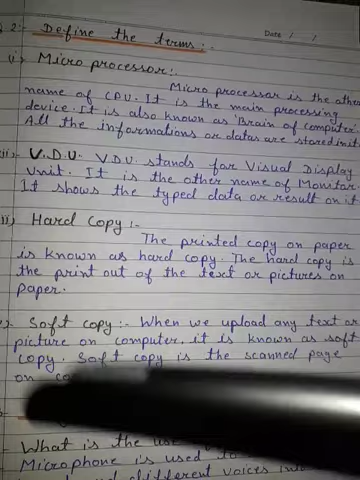 2:- Define the terms:-
Date / /
i) Micro processor:-
Micro processor is the other
name of CPU. It is the main processing
device. It is also known as 'Brain of computer.
All the informations or datas are stored in it.
ii):- V.D.U:- VDU stands for Visual Display
Unit. It is the other name of Monitor
It shows the typed data or result on it
ii) Hard Copy:-
The printed copy on paper
is known as hard copy. The hard copy is
the print out of the text or pictures on
paper.
Soft copy:- When we upload any text or
picture on computer. it is known as soft
copy. Soft copy is the scanned page
on
What is the use
Microphone is used to
different voices